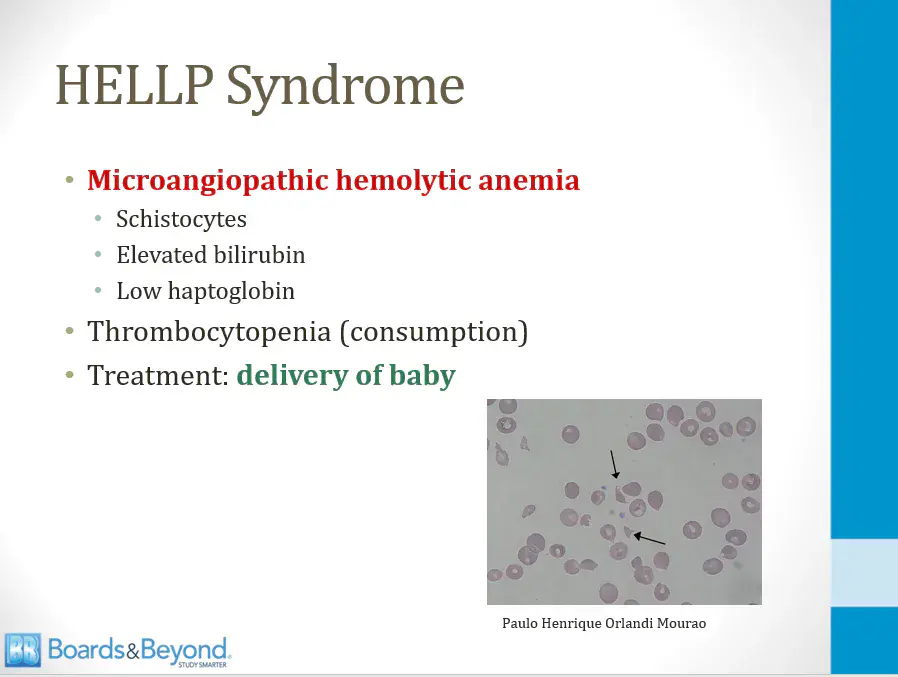 HELLP Syndrome
• Microangiopathic hemolytic anemia
• Schistocytes
• Elevated bilirubin
• Low haptoglobin
• Thrombocytopenia (consumption)
• Treatment: delivery of baby
Paulo Henrique Orlandi Mourao
BB Boards&Beyond.
STUDY SMARTER